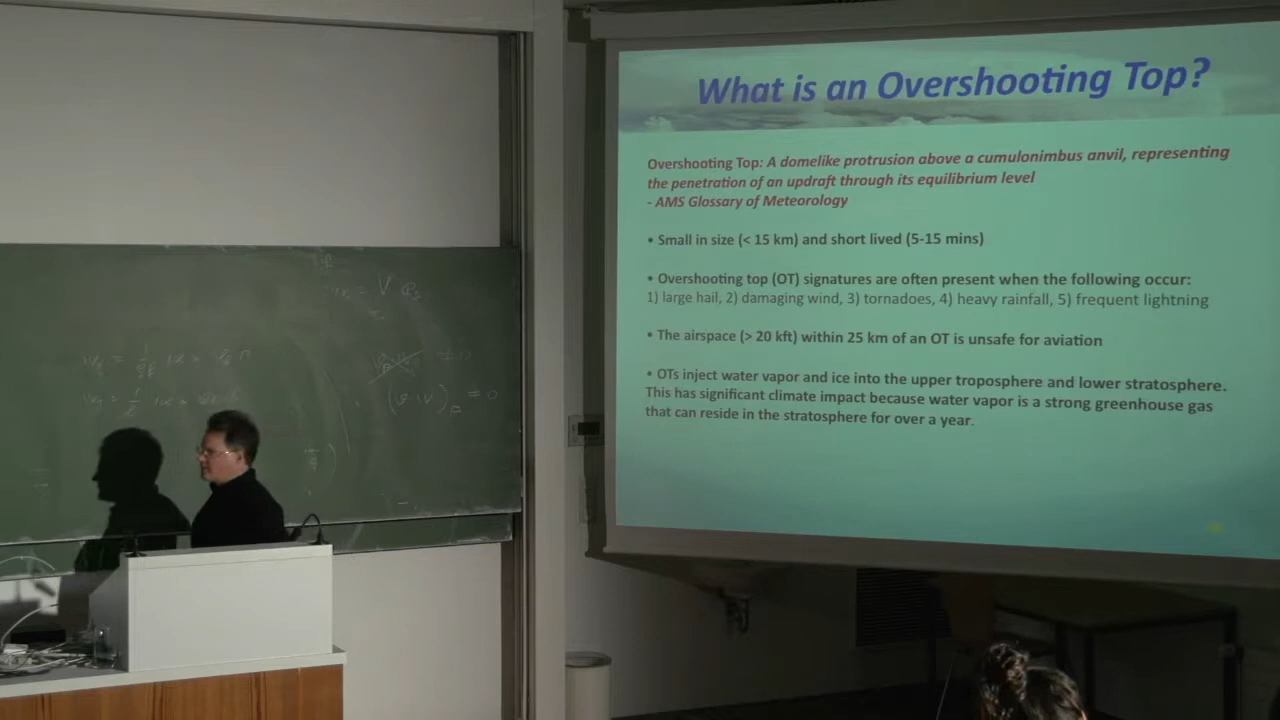 What is an Overshooting Top?
Overshooting Top: A domelike protrusion above a cumulonimbus anvil, representing
the penetration of an updraft through its equilibrium level
- AMS Glossary of Meteorology
• Small in size (< 15 km) and short lived (5-15 mins)
• Overshooting top (OT) signatures are often present when the following occur:
1) large hail, 2) damaging wind, 3) tornadoes, 4) heavy rainfall, 5) frequent lightning
• The airspace (> 20 kft) within 25 km of an OT is unsafe for aviation
• OTs inject water vapor and ice into the upper troposphere and lower stratosphere.
This has significant climate impact because water vapor is a strong greenhouse gas
that can reside in the stratosphere for over a year.